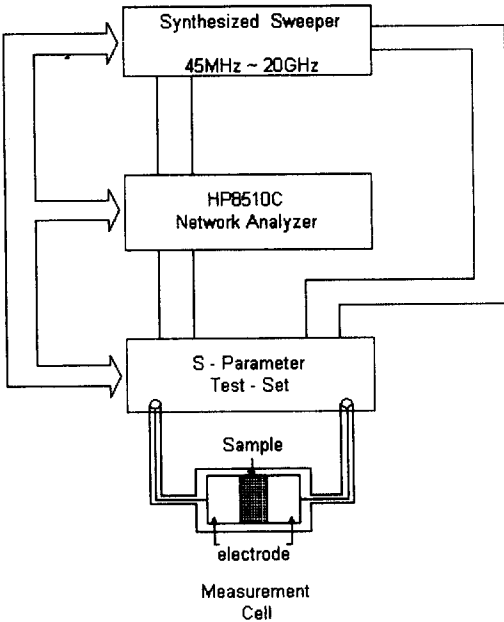 Synthesized Sweeper
45MHz ~ 20GHz
HP8510C
Network Analyzer
S - Parameter
Test - Set
Sample
electrode
Measurement
Cell